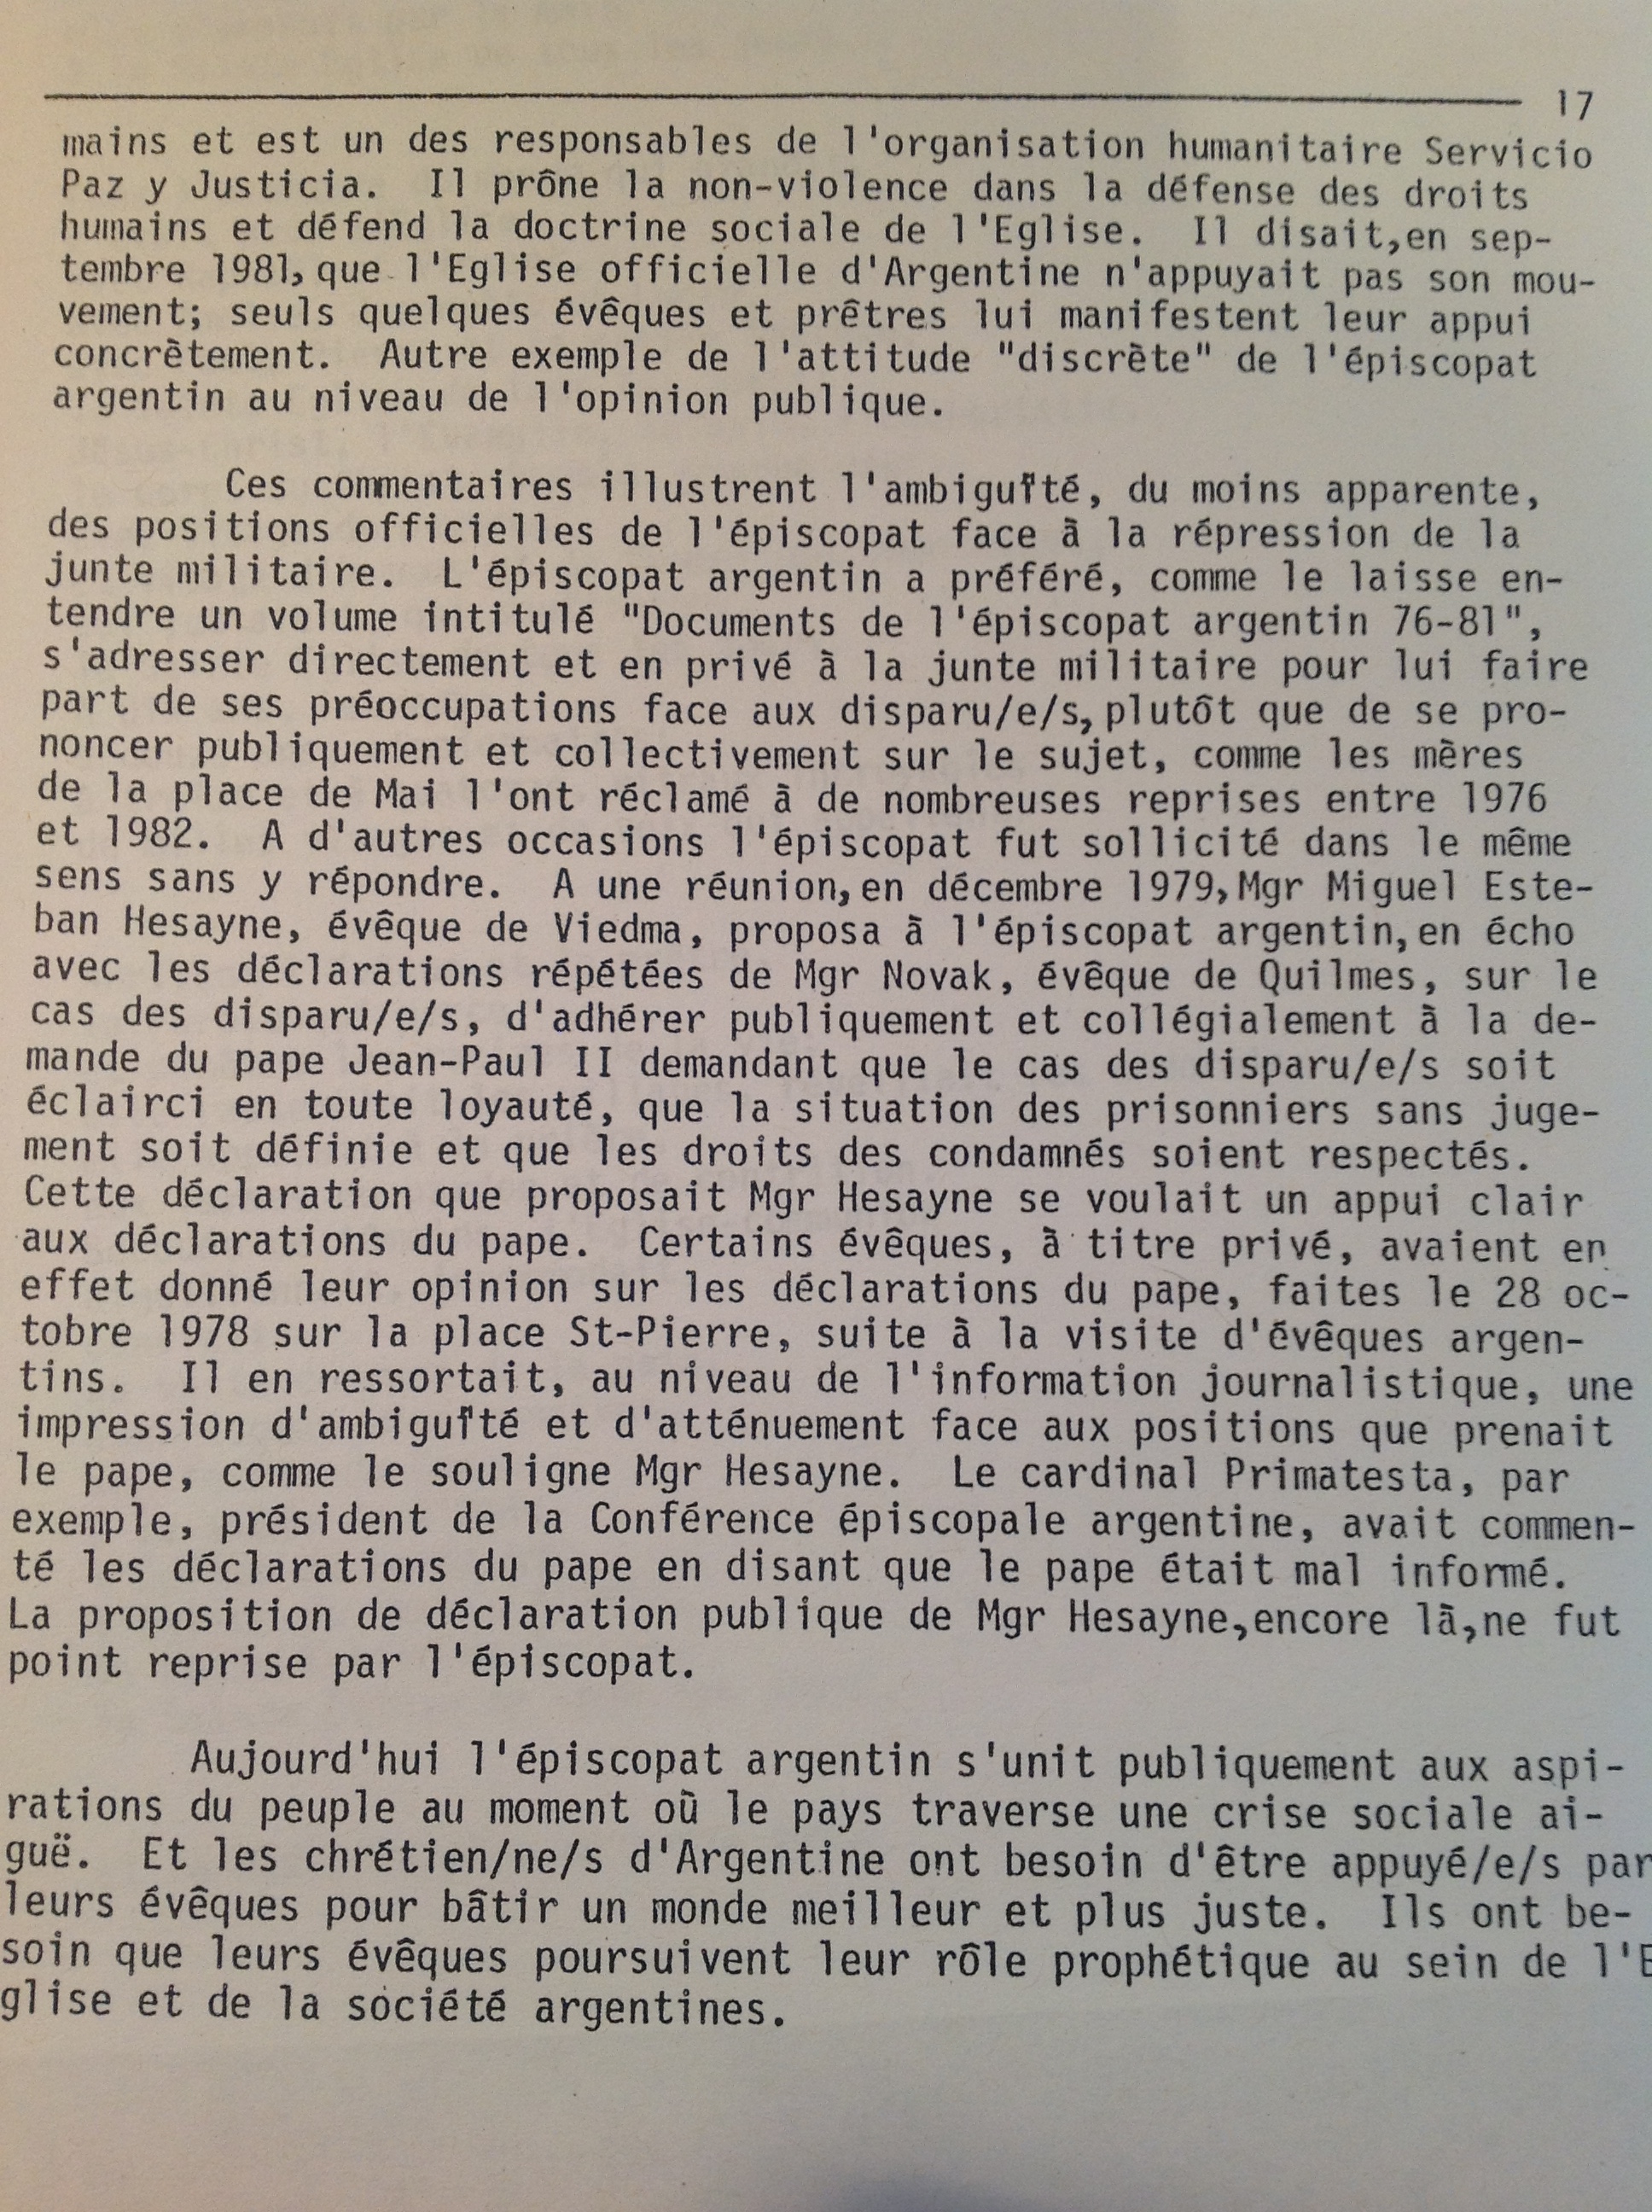 17
mains et est un des responsables de l'organisation humanitaire Servicio
Paz y Justicia. Il prône la non-violence dans la défense des droits
humains et défend la doctrine sociale de l'Eglise. Il disait,en sep-
tembre 1981, que l'Eglise officielle d'Argentine n'appuyait pas son mou-
vement; seuls quelques évêques et prêtres lui manifestent leur appui
concrètement. Autre exemple de l'attitude "discrète" de l'épiscopat
argentin au niveau de l'opinion publique.
Ces commentaires illustrent l'ambiguïté, du moins apparente,
des positions officielles de l'épiscopat face à la répression de la
junte militaire. L'épiscopat argentin a préféré, comme le laisse en-
tendre un volume intitulé "Documents de l'épiscopat argentin 76-81",
s'adresser directement et en privé à la junte militaire pour lui faire
part de ses préoccupations face aux disparu/e/s, plutôt que de se pro-
noncer publiquement et collectivement sur le sujet, comme les mères
de la place de Mai l'ont réclamé à de nombreuses reprises entre 1976
et 1982. A d'autres occasions l'épiscopat fut sollicité dans le même
sens sans y répondre. A une réunion,en décembre 1979, Mgr Miguel Este-
ban Hesayne, évêque de Viedma, proposa à l'épiscopat argentin,en écho
avec les déclarations répétées de Mgr Novak, évêque de Quilmes, sur le
cas des disparu/e/s, d'adhérer publiquement et collégialement à la de-
mande du pape Jean-Paul II demandant que le cas des disparu/e/s soit
éclairci en toute loyauté, que la situation des prisonniers sans juge-
ment soit définie et que les droits des condamnés soient respectés.
Cette déclaration que proposait Mgr Hesayne se voulait un appui clair
aux déclarations du pape. Certains évêques, à titre privé, avaient en
effet donné leur opinion sur les déclarations du pape, faites le 28 oc-
tobre 1978 sur la place St-Pierre, suite à la visite d'évêques argen-
tins. Il en ressortait, au niveau de l'information journalistique, une
impression d'ambiguïté et d'atténuement face aux positions que prenait
le pape, comme le souligne Mgr Hesayne. Le cardinal Primatesta, par
exemple, président de la Conférence épiscopale argentine, avait commen-
té les déclarations du pape en disant que le pape était mal informé.
La proposition de déclaration publique de Mgr Hesayne,encore là,ne fut
point reprise par l'épiscopat.
Aujourd'hui l'épiscopat argentin s'unit publiquement aux aspi-
rations du peuple au moment où le pays traverse une crise sociale ai-
guë. Et les chrétien/ne/s d'Argentine ont besoin d'être appuyé/e/s par
leurs évêques pour bâtir un monde meilleur et plus juste. Ils ont be-
soin que leurs évêques poursuivent leur rôle prophétique au sein de l'E
glise et de la société argentines.